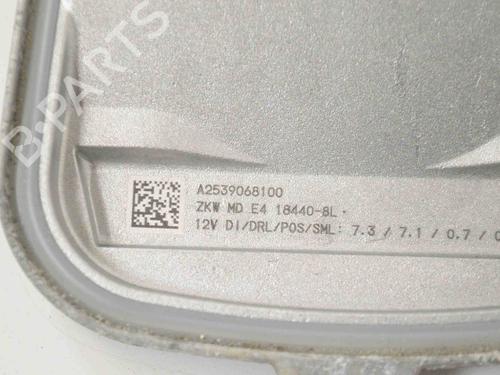 B-PARTS
A2539068100
ZKW MD E4 18440-8L·
12V DI/DRL/POS/SML: 7.3 / 7.1 / 0.7 /